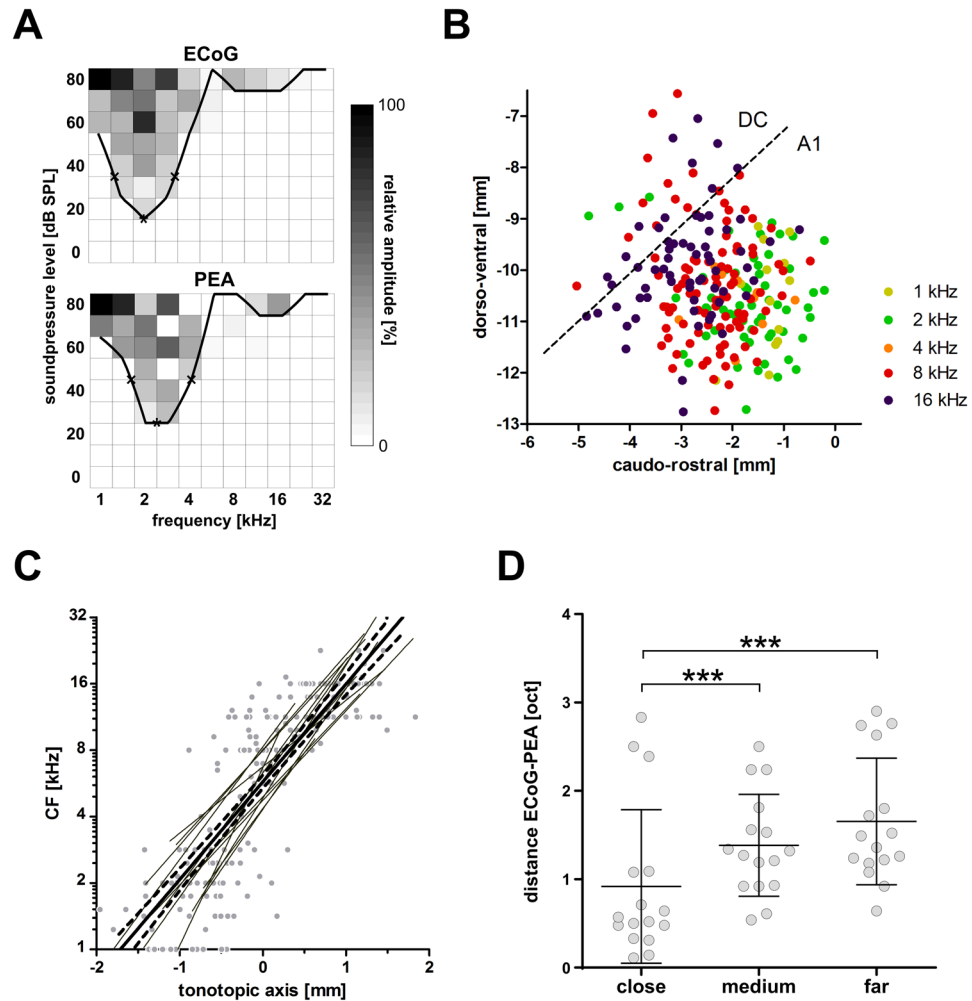 A
ECoG
80
60
40
20
0
soundpressure level [dB SPL]
PEA
80
60
40
20
0
1 2 4 8 16 32
frequency [kHz]
100
relative amplitude [%]
0
B
DC
A1
-7
-8
-9
-10
-11
-12
-13
dorso-ventral [mm]
-6 -5 -4 -3 -2 -1 0
caudo-rostral [mm]
1 kHz
2 kHz
4 kHz
8 kHz
16 kHz
C
32
16
8
4
2
1
CF [kHz]
-2 -1 0 1 2
tonotopic axis [mm]
D
4
3
2
1
0
distance ECoG-PEA [oct]
***
***
close medium far